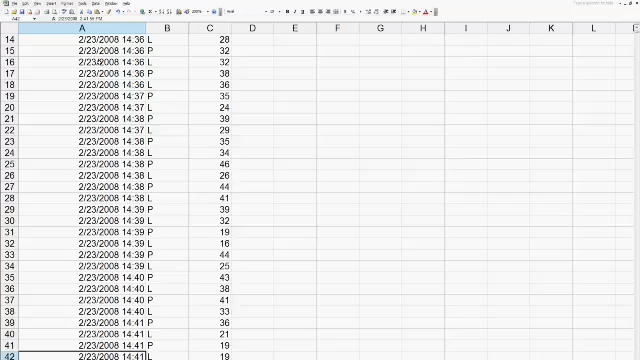 A42 2/23/2008 2:41:55 PM
A B C D E F G H I J K L
14 2/23/2008 14:36 L 28
15 2/23/2008 14:36 P 32
16 2/23/2008 14:36 L 32
17 2/23/2008 14:36 P 38
18 2/23/2008 14:36 L 36
19 2/23/2008 14:37 P 35
20 2/23/2008 14:37 L 24
21 2/23/2008 14:38 P 39
22 2/23/2008 14:37 L 29
23 2/23/2008 14:38 P 35
24 2/23/2008 14:38 L 34
25 2/23/2008 14:38 P 46
26 2/23/2008 14:38 L 26
27 2/23/2008 14:38 P 44
28 2/23/2008 14:38 L 41
29 2/23/2008 14:39 P 39
30 2/23/2008 14:39 L 32
31 2/23/2008 14:39 P 19
32 2/23/2008 14:39 L 16
33 2/23/2008 14:39 P 44
34 2/23/2008 14:39 L 25
35 2/23/2008 14:40 P 43
36 2/23/2008 14:40 L 38
37 2/23/2008 14:40 P 41
38 2/23/2008 14:40 L 33
39 2/23/2008 14:41 P 36
40 2/23/2008 14:41 L 21
41 2/23/2008 14:41 P 19
42 2/23/2008 14:41 L 19